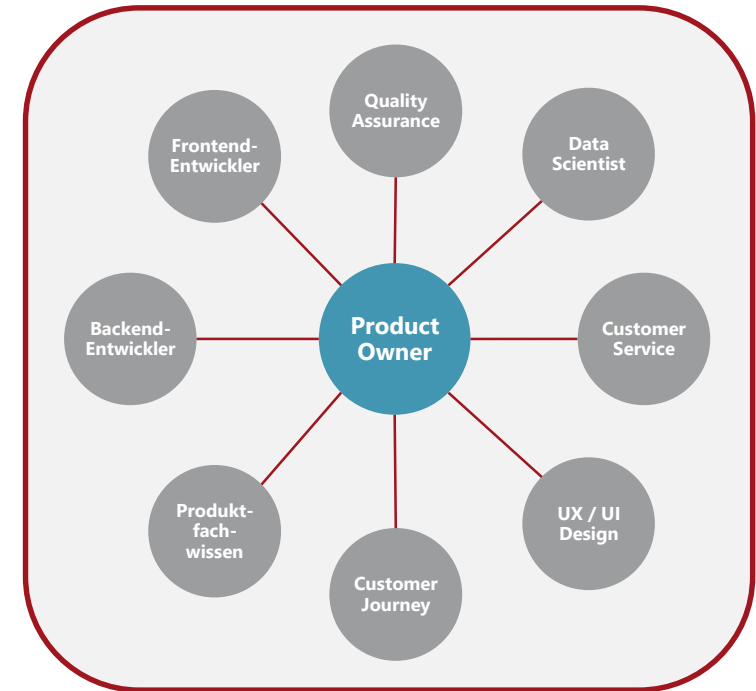 Quality
Assurance
Frontend-
Entwickler
Data
Scientist
Backend-
Entwickler
Product
Owner
Customer
Service
Produkt-
fach-
wissen
UX / UI
Design
Customer
Journey